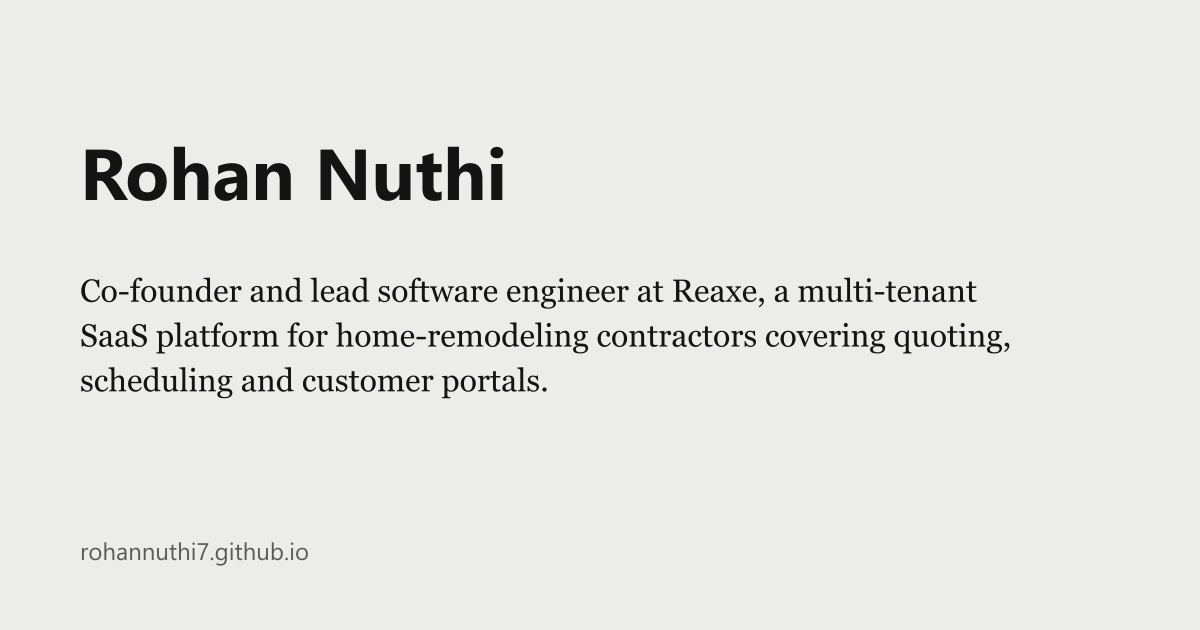 Rohan Nuthi
Co-founder and lead software engineer at Reaxe, a multi-tenant
SaaS platform for home-remodeling contractors covering quoting,
scheduling and customer portals.
rohannuthi7.github.io